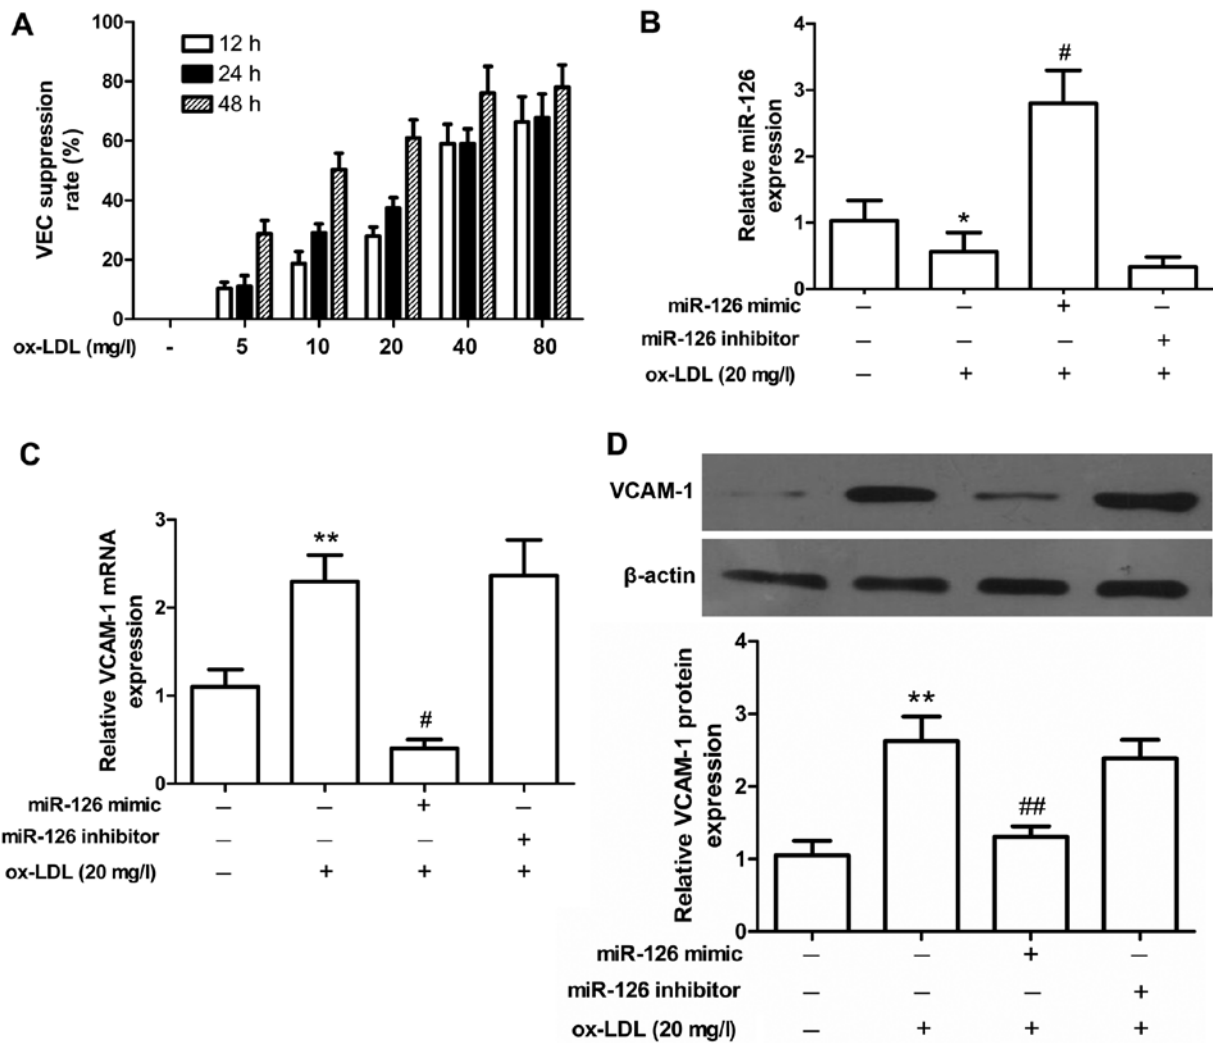 A
100
80
60
40
20
0
VEC suppression
rate (%)
12 h
24 h
48 h
ox-LDL (mg/l) - 5 10 20 40 80
B
4
3
2
1
0
Relative miR-126
expression
*
#
miR-126 mimic – – + –
miR-126 inhibitor – – – +
ox-LDL (20 mg/l) – + + +
C
3
2
1
0
Relative VCAM-1 mRNA
expression
**
#
miR-126 mimic – – + –
miR-126 inhibitor – – – +
ox-LDL (20 mg/l) – + + +
D
VCAM-1
β-actin
4
3
2
1
0
Relative VCAM-1 protein
expression
**
##
miR-126 mimic – – + –
miR-126 inhibitor – – – +
ox-LDL (20 mg/l) – + + +